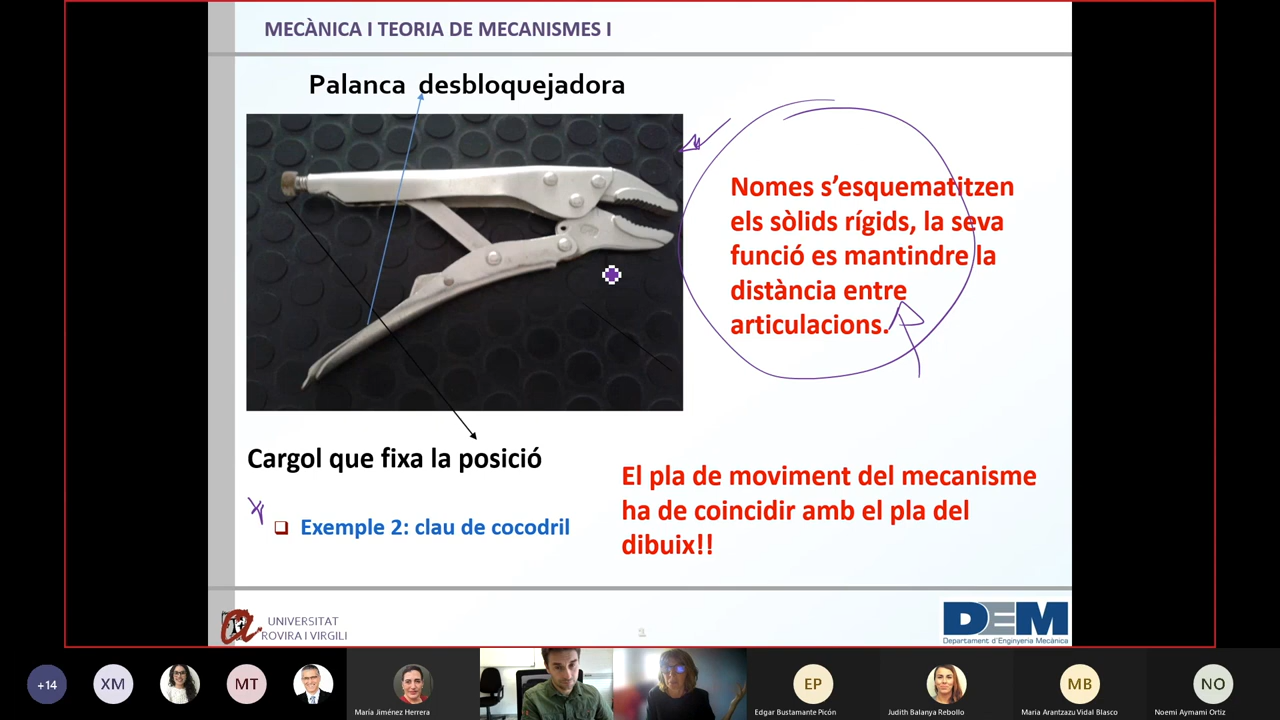 MECÀNICA I TEORIA DE MECANISMES I
Palanca desbloquejadora
Nomes s'esquematitzen
els sòlids rígids, la seva
funció es mantindre la
distància entre
articulacions.
Cargol que fixa la posició
Exemple 2: clau de cocodril
El pla de moviment del mecanisme
ha de coincidir amb el pla del
dibuix!!
UNIVERSITAT
ROVIRA I VIRGILI
2
DEM
Departament d'Enginyeria Mecànica
+14
XM
MT
María Jiménez Herrera
EP
Edgar Bustamante Picón
Judith Balanya Rebollo
MB
Maria Arantzazu Vidal Blasco
NO
Noemi Aymamí Ortiz